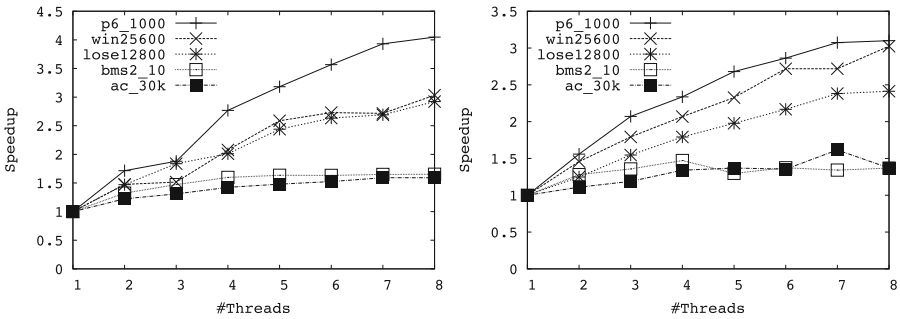 4.5
4
3.5
3
2.5
2
1.5
1
0.5
0
Speedup
p6_1000
win25600
lose12800
bms2_10
ac_30k
1 2 3 4 5 6 7 8
#Threads
3.5
3
2.5
2
1.5
1
0.5
0
Speedup
p6_1000
win25600
lose12800
bms2_10
ac_30k
1 2 3 4 5 6 7 8
#Threads